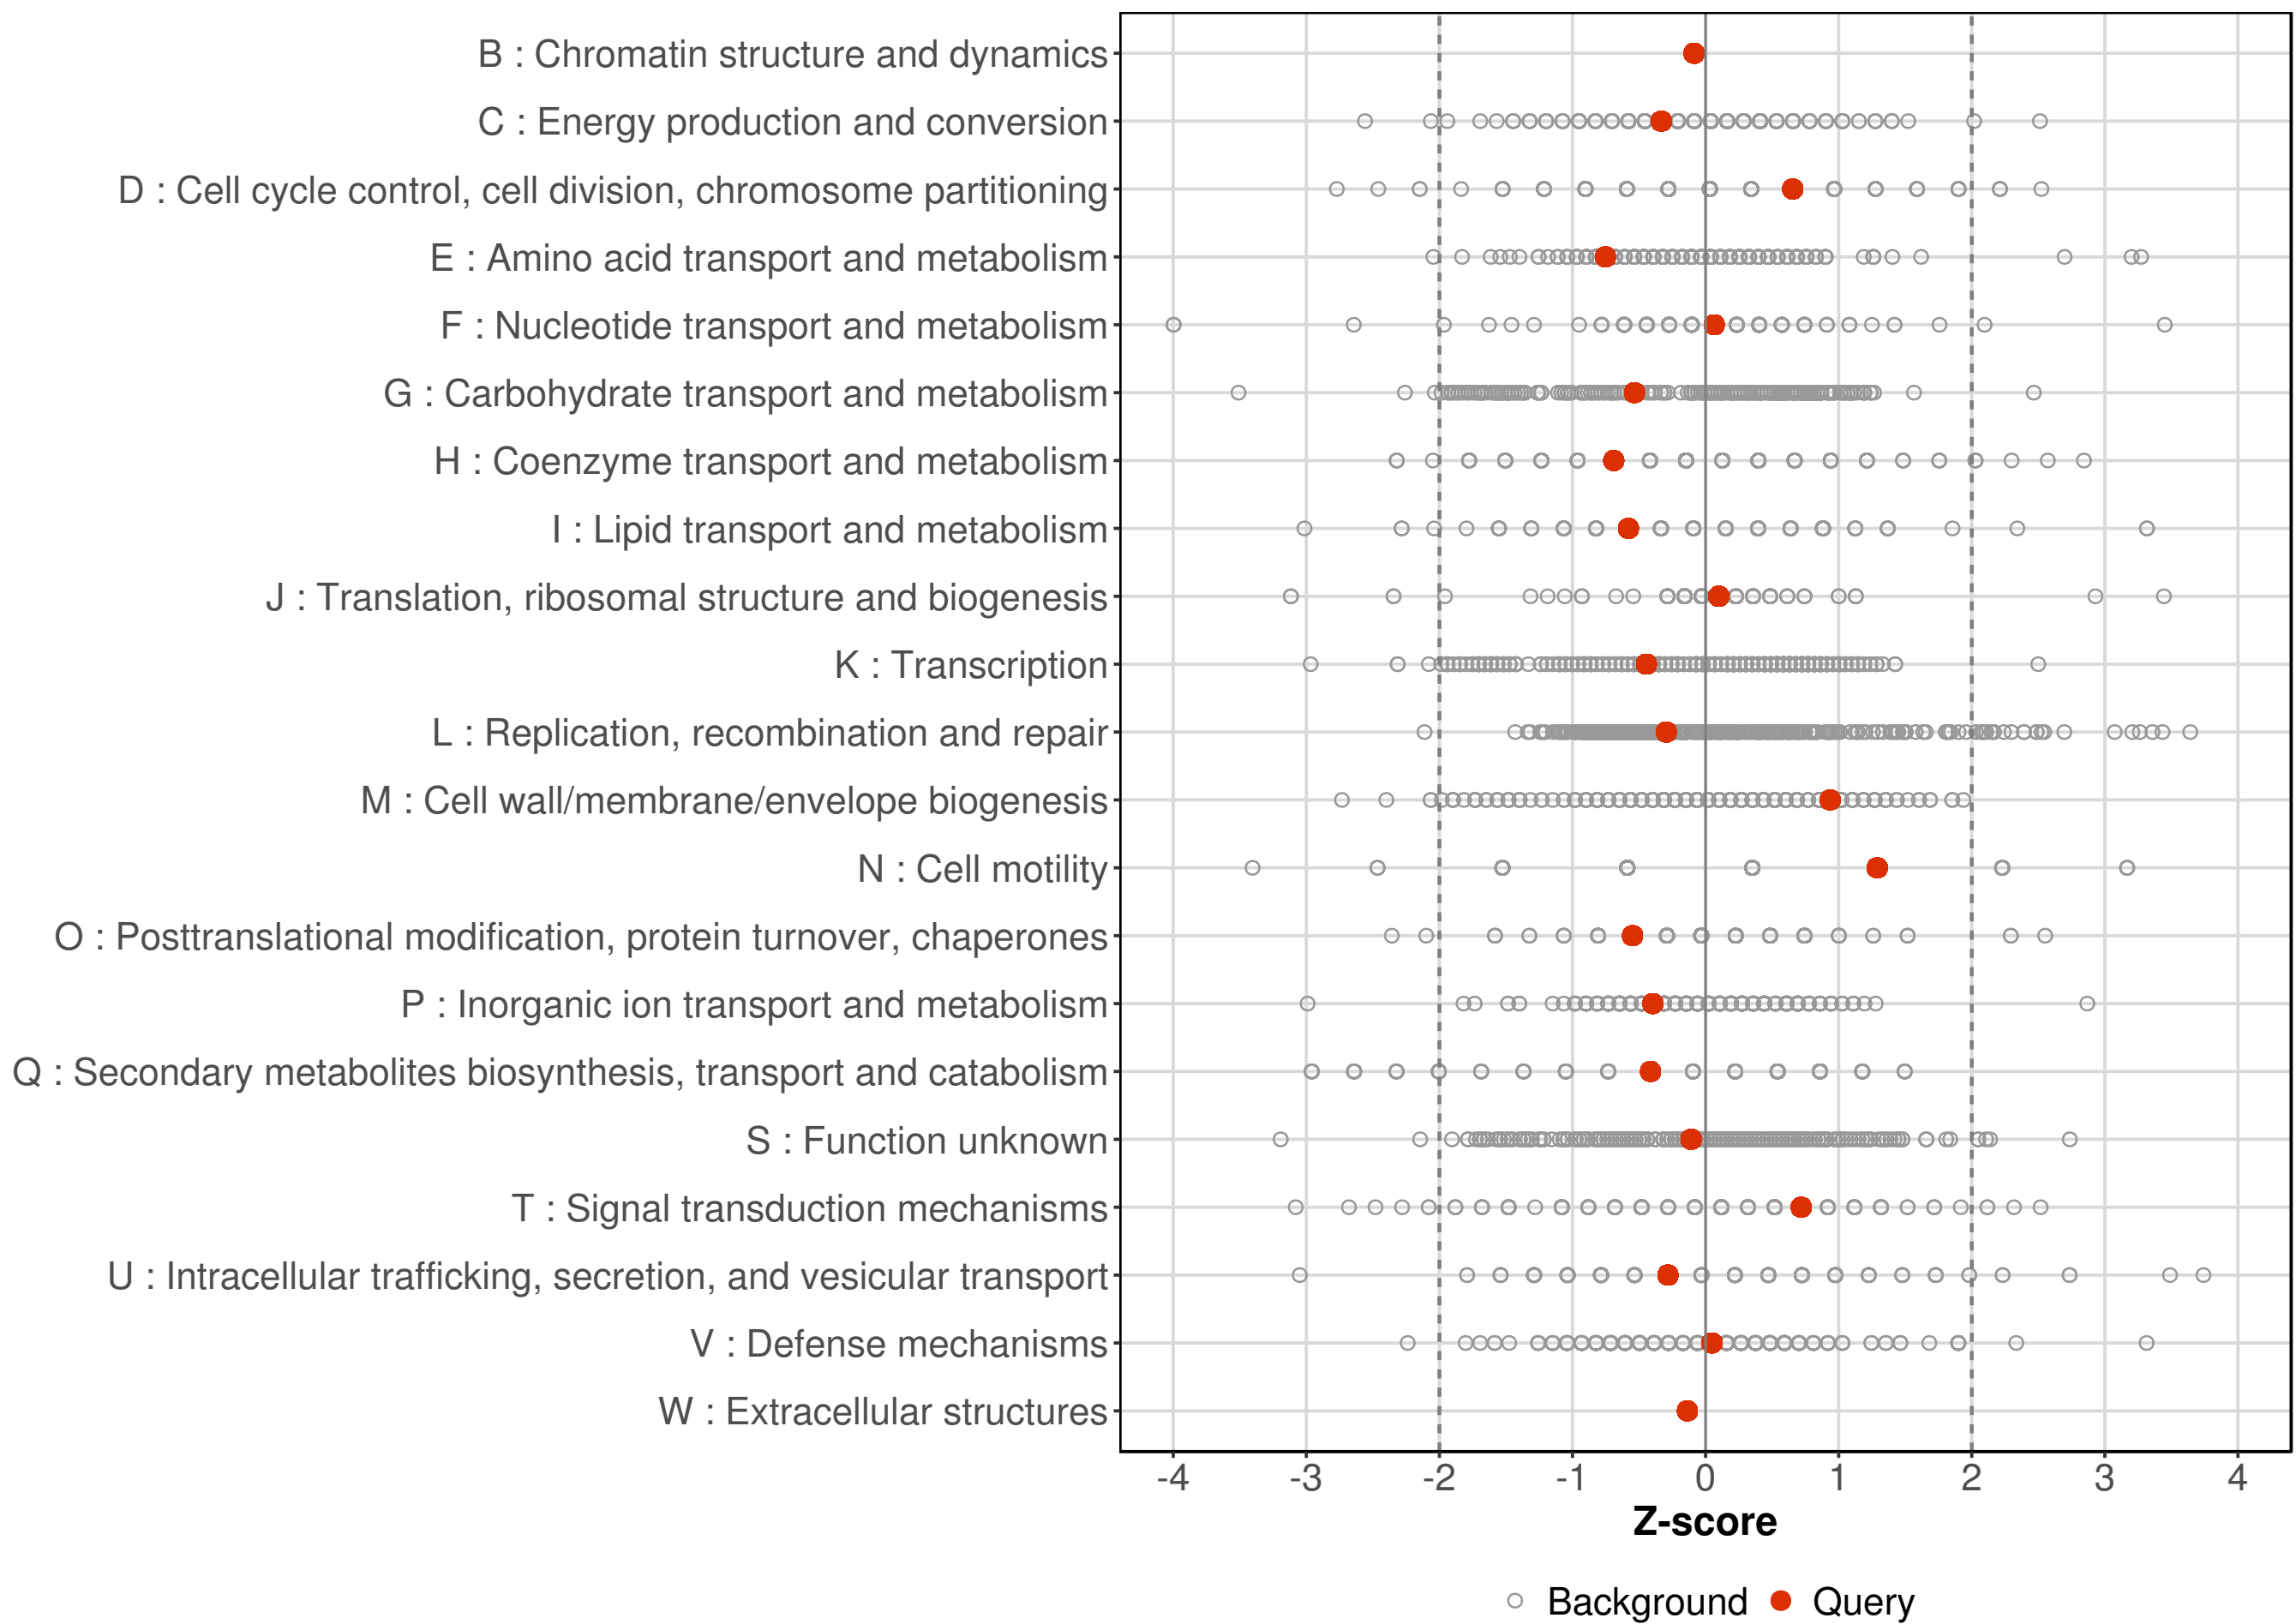 B : Chromatin structure and dynamics
C : Energy production and conversion
D : Cell cycle control, cell division, chromosome partitioning
E : Amino acid transport and metabolism
F : Nucleotide transport and metabolism
G : Carbohydrate transport and metabolism
H : Coenzyme transport and metabolism
I : Lipid transport and metabolism
J : Translation, ribosomal structure and biogenesis
K : Transcription
L : Replication, recombination and repair
M : Cell wall/membrane/envelope biogenesis
N : Cell motility
O : Posttranslational modification, protein turnover, chaperones
P : Inorganic ion transport and metabolism
Q : Secondary metabolites biosynthesis, transport and catabolism
S : Function unknown
T : Signal transduction mechanisms
U : Intracellular trafficking, secretion, and vesicular transport
V : Defense mechanisms
W : Extracellular structures
-4 -3 -2 -1 0 1 2 3 4
Z-score
Background Query